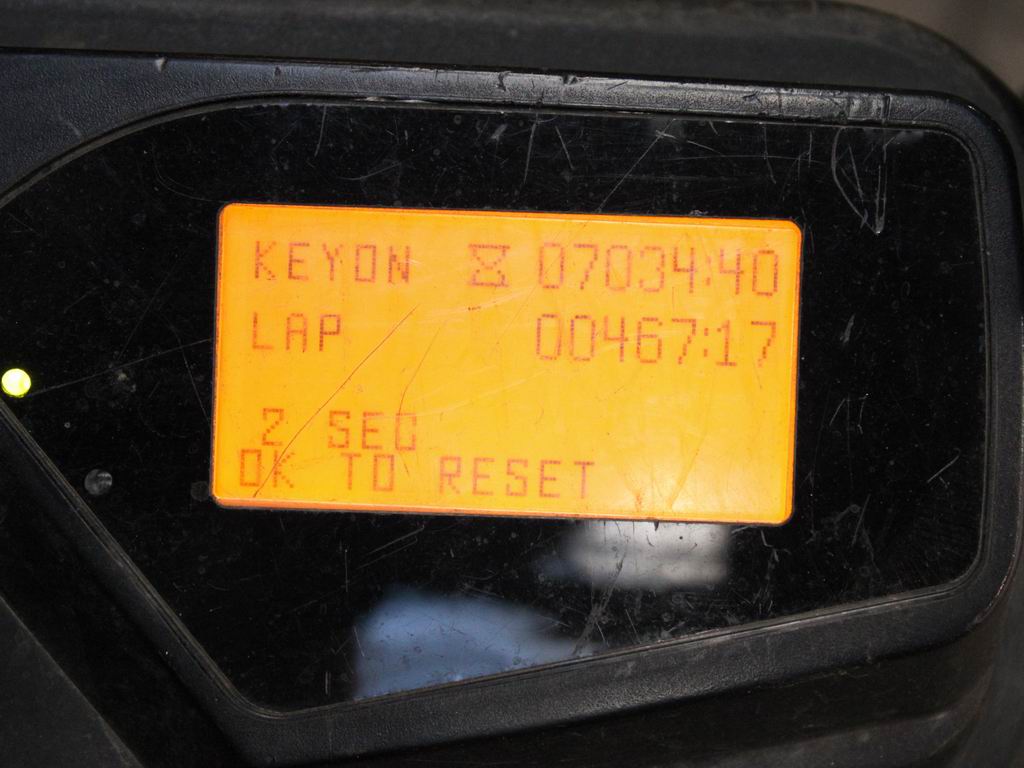 KEYON ⌛ 07034:40
LAP 00467:17
2 SEC
OK TO RESET